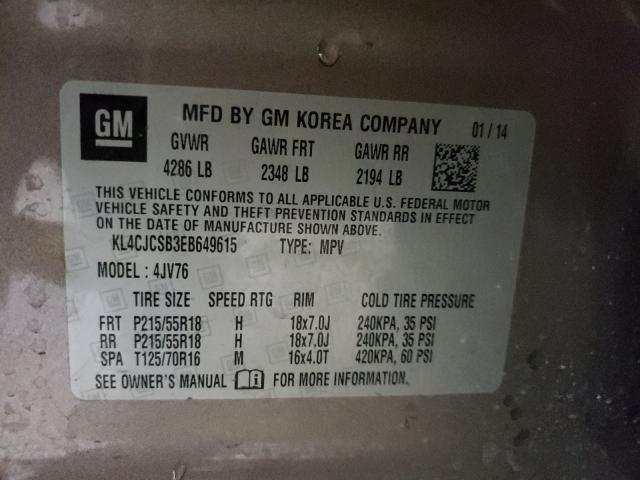 GM
MFD BY GM KOREA COMPANY 01 / 14
GVWR GAWR FRT GAWR RR
4286 LB 2348 LB 2194 LB
THIS VEHICLE CONFORMS TO ALL APPLICABLE U.S. FEDERAL MOTOR
VEHICLE SAFETY AND THEFT PREVENTION STANDARDS IN EFFECT
ON THE DATE OF MANUFACTURE SHOWN ABOVE.
KL4CJCSB3EB649615 TYPE: MPV
MODEL : 4JV76
TIRE SIZE SPEED RTG RIM COLD TIRE PRESSURE
FRT P215/55R18 H 18x7.0J 240KPA, 35 PSI
RR P215/55R18 H 18x7.0J 240KPA, 35 PSI
SPA T125/70R16 M 16x4.0T 420KPA, 60 PSI
SEE OWNER'S MANUAL FOR MORE INFORMATION.